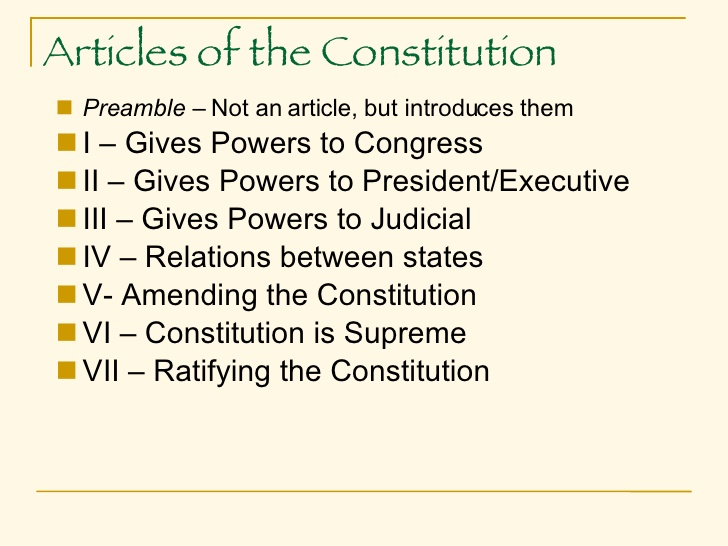 Articles of the Constitution
Preamble – Not an article, but introduces them
I – Gives Powers to Congress
II – Gives Powers to President/Executive
III – Gives Powers to Judicial
IV – Relations between states
V- Amending the Constitution
VI – Constitution is Supreme
VII – Ratifying the Constitution